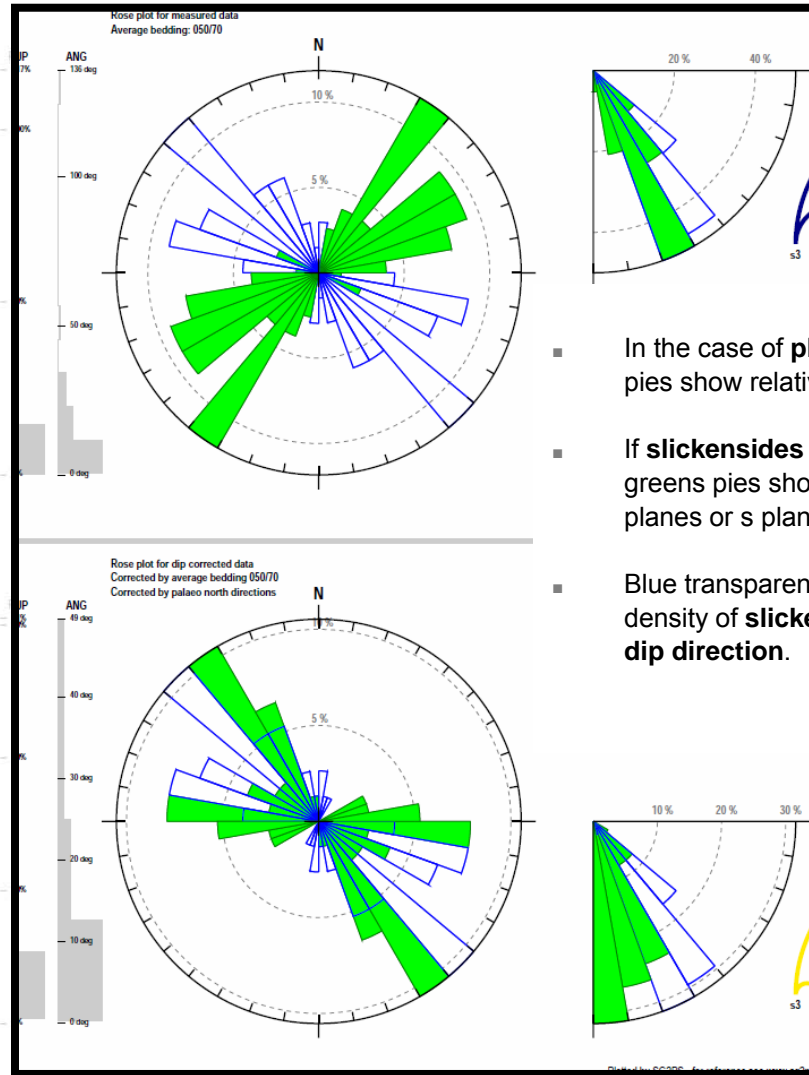 Rose plot for measured data
Average bedding: 050/70
N
ANG
136 deg
100 deg
50 deg
0 deg
10 %
5 %
20 %
40 %
s3
In the case of
pies show relativ
If slickensides
greens pies sho
planes or s plan
Blue transparen
density of slicke
dip direction.
Rose plot for dip corrected data
Corrected by average bedding 050/70
Corrected by palaeo north directions
N
ANG
49 deg
40 deg
30 deg
20 deg
10 deg
0 deg
10 %
5 %
10 %
20 %
30 %
s3